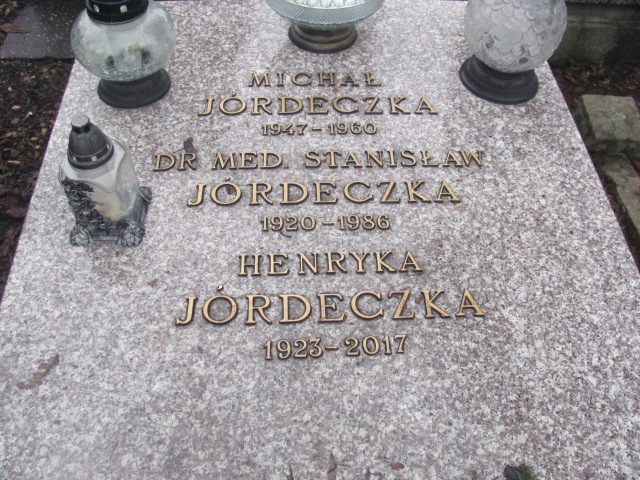 MICHAŁ
JÓRDECZKA
1947-1960
DR MED. STANISŁAW
JÓRDECZKA
1920-1986
HENRYKA
JÓRDECZKA
1923-2017